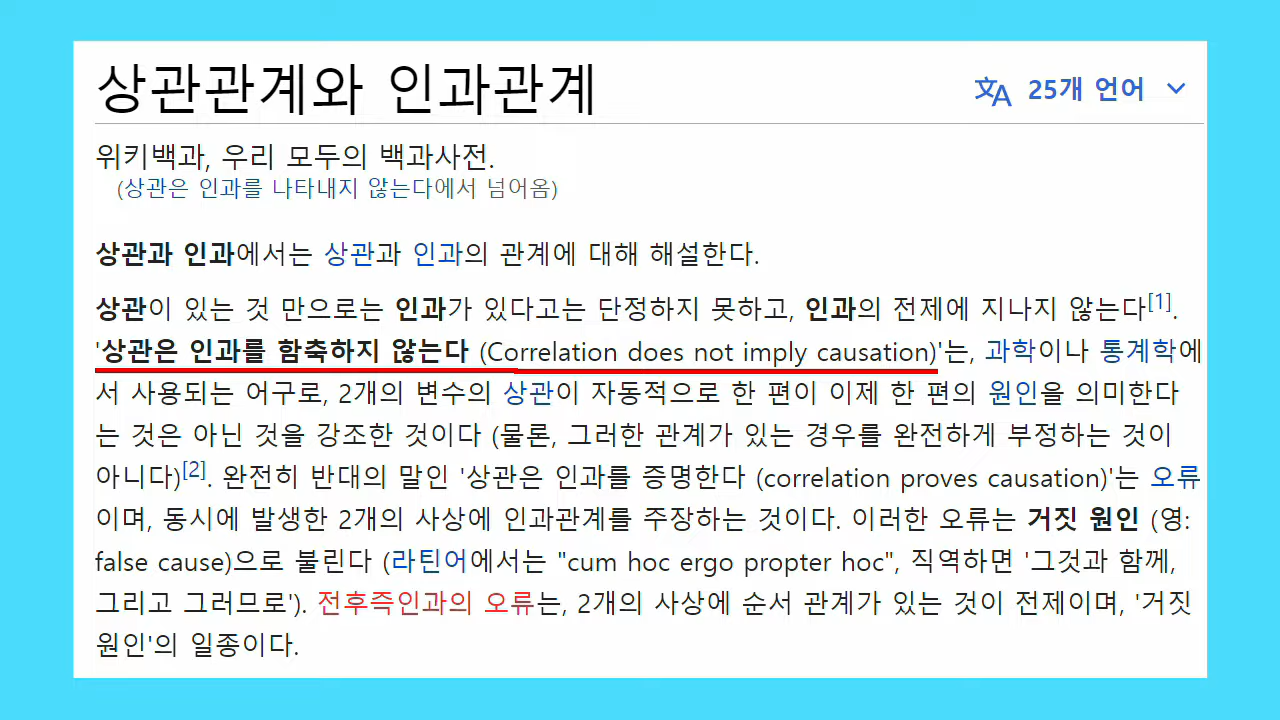 상관관계와 인과관계
25개 언어
위키백과, 우리 모두의 백과사전.
(상관은 인과를 나타내지 않는다에서 넘어옴)
상관과 인과에서는 상관과 인과의 관계에 대해 해설한다.
상관이 있는 것 만으로는 인과가 있다고는 단정하지 못하고, 인과의 전제에 지나지 않는다[1].
'상관은 인과를 함축하지 않는다 (Correlation does not imply causation)'는, 과학이나 통계학에
서 사용되는 어구로, 2개의 변수의 상관이 자동적으로 한 편이 이제 한 편의 원인을 의미한다
는 것은 아닌 것을 강조한 것이다 (물론, 그러한 관계가 있는 경우를 완전하게 부정하는 것이
아니다)[2]. 완전히 반대의 말인 '상관은 인과를 증명한다 (correlation proves causation)'는 오류
이며, 동시에 발생한 2개의 사상에 인과관계를 주장하는 것이다. 이러한 오류는 거짓 원인 (영:
false cause)으로 불린다 (라틴어에서는 "cum hoc ergo propter hoc", 직역하면 '그것과 함께,
그리고 그러므로'). 전후즉인과의 오류는, 2개의 사상에 순서 관계가 있는 것이 전제이며, '거짓
원인'의 일종이다.